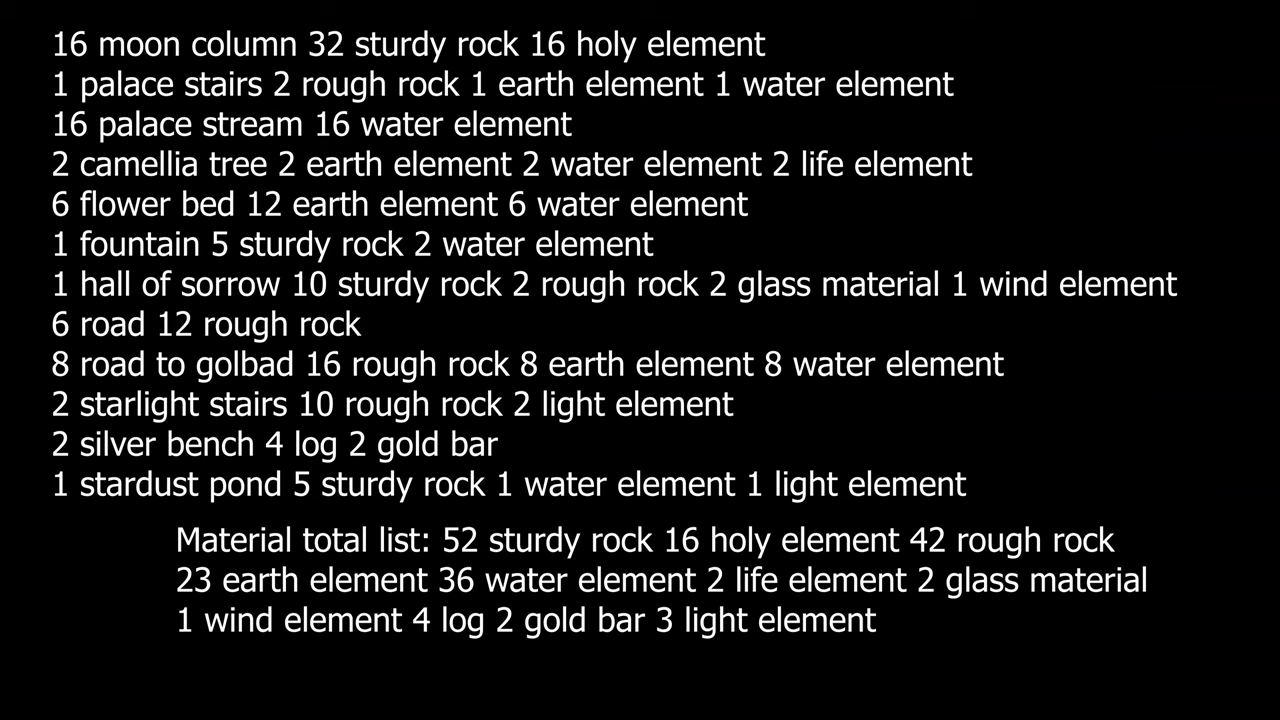 16 moon column 32 sturdy rock 16 holy element
1 palace stairs 2 rough rock 1 earth element 1 water element
16 palace stream 16 water element
2 camellia tree 2 earth element 2 water element 2 life element
6 flower bed 12 earth element 6 water element
1 fountain 5 sturdy rock 2 water element
1 hall of sorrow 10 sturdy rock 2 rough rock 2 glass material 1 wind element
6 road 12 rough rock
8 road to golbad 16 rough rock 8 earth element 8 water element
2 starlight stairs 10 rough rock 2 light element
2 silver bench 4 log 2 gold bar
1 stardust pond 5 sturdy rock 1 water element 1 light element
Material total list: 52 sturdy rock 16 holy element 42 rough rock
23 earth element 36 water element 2 life element 2 glass material
1 wind element 4 log 2 gold bar 3 light element